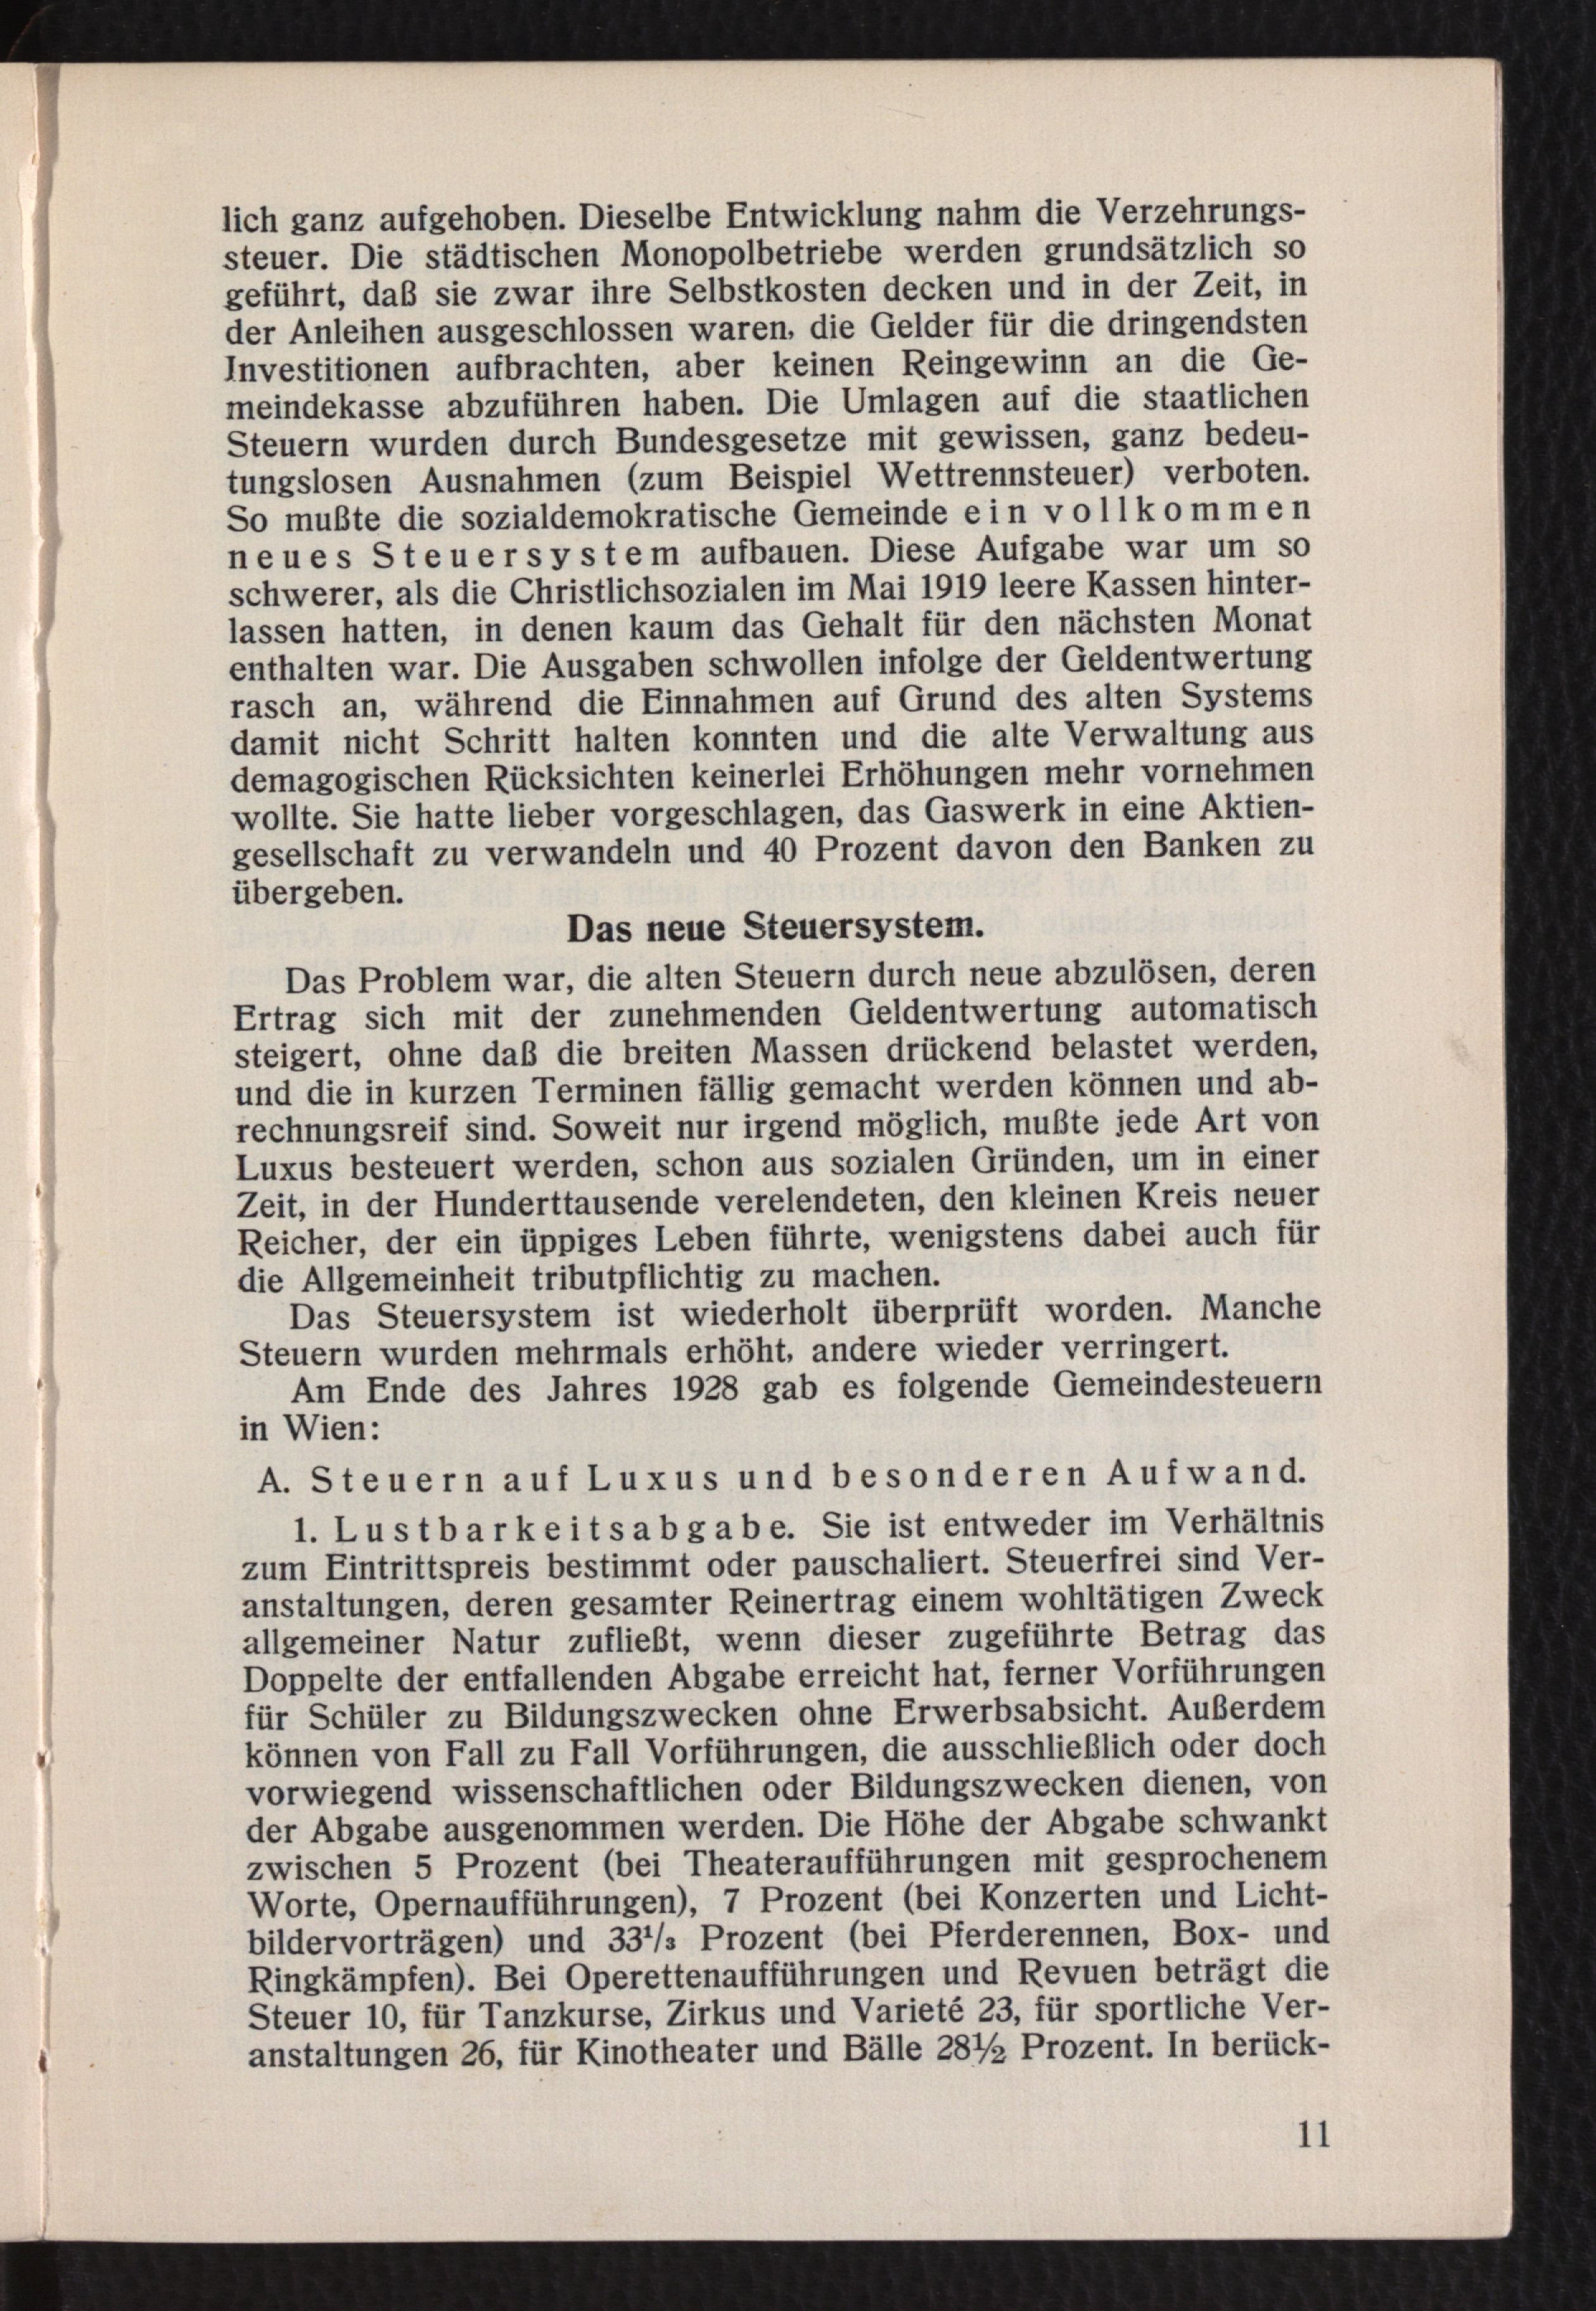 lich ganz aufgehoben. Dieselbe Entwicklung nahm die Verzehrungs-
steuer. Die städtischen Monopolbetriebe werden grundsätzlich so
geführt, daß sie zwar ihre Selbstkosten decken und in der Zeit, in
der Anleihen ausgeschlossen waren, die Gelder für die dringendsten
Investitionen aufbrachten, aber keinen Reingewinn an die Ge-
meindekasse abzuführen haben. Die Umlagen auf die staatlichen
Steuern wurden durch Bundesgesetze mit gewissen, ganz bedeu-
tungslosen Ausnahmen (zum Beispiel Wettrennsteuer) verboten.
So mußte die sozialdemokratische Gemeinde ein vollkommen
neues Steuersystem aufbauen. Diese Aufgabe war um so
schwerer, als die Christlichsozialen im Mai 1919 leere Kassen hinter-
lassen hatten, in denen kaum das Gehalt für den nächsten Monat
enthalten war. Die Ausgaben schwollen infolge der Geldentwertung
rasch an, während die Einnahmen auf Grund des alten Systems
damit nicht Schritt halten konnten und die alte Verwaltung aus
demagogischen Rücksichten keinerlei Erhöhungen mehr vornehmen
wollte. Sie hatte lieber vorgeschlagen, das Gaswerk in eine Aktien-
gesellschaft zu verwandeln und 40 Prozent davon den Banken zu
übergeben.
Das neue Steuersystem.
Das Problem war, die alten Steuern durch neue abzulösen, deren
Ertrag sich mit der zunehmenden Geldentwertung automatisch
steigert, ohne daß die breiten Massen drückend belastet werden,
und die in kurzen Terminen fällig gemacht werden können und ab-
rechnungsreif sind. Soweit nur irgend möglich, mußte jede Art von
Luxus besteuert werden, schon aus sozialen Gründen, um in einer
Zeit, in der Hunderttausende verelendeten, den kleinen Kreis neuer
Reicher, der ein üppiges Leben führte, wenigstens dabei auch für
die Allgemeinheit tributpflichtig zu machen.
Das Steuersystem ist wiederholt überprüft worden. Manche
Steuern wurden mehrmals erhöht, andere wieder verringert.
Am Ende des Jahres 1928 gab es folgende Gemeindesteuern
in Wien:
A. Steuern auf Luxus und besonderen Aufwand.
1. Lustbarkeitsabgabe. Sie ist entweder im Verhältnis
zum Eintrittspreis bestimmt oder pauschaliert. Steuerfrei sind Ver-
anstaltungen, deren gesamter Reinertrag einem wohltätigen Zweck
allgemeiner Natur zufließt, wenn dieser zugeführte Betrag das
Doppelte der entfallenden Abgabe erreicht hat, ferner Vorführungen
für Schüler zu Bildungszwecken ohne Erwerbsabsicht. Außerdem
können von Fall zu Fall Vorführungen, die ausschließlich oder doch
vorwiegend wissenschaftlichen oder Bildungszwecken dienen, von
der Abgabe ausgenommen werden. Die Höhe der Abgabe schwankt
zwischen 5 Prozent (bei Theateraufführungen mit gesprochenem
Worte, Opernaufführungen), 7 Prozent (bei Konzerten und Licht-
bildervorträgen) und 33¹/₃ Prozent (bei Pferderennen, Box- und
Ringkämpfen). Bei Operettenaufführungen und Revuen beträgt die
Steuer 10, für Tanzkurse, Zirkus und Varieté 23, für sportliche Ver-
anstaltungen 26, für Kinotheater und Bälle 28½ Prozent. In berück-
11